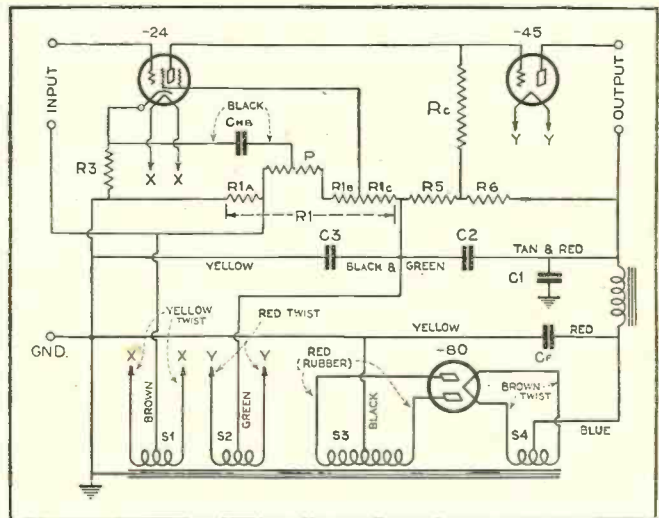 -24
-45
INPUT
OUTPUT
BLACK
CHB
RC
Y Y
R3
X X
P
R1A
R1B
R1C
R5
R6
R1
C3
C2
TAN & RED
YELLOW
BLACK & GREEN
C1
YELLOW TWIST
RED TWIST
YELLOW
RED
GND.
X X Y Y
CF
RED (RUBBER)
-80
BROWN
GREEN
BLACK
BROWN TWIST
S1
S2
S3
S4
BLUE